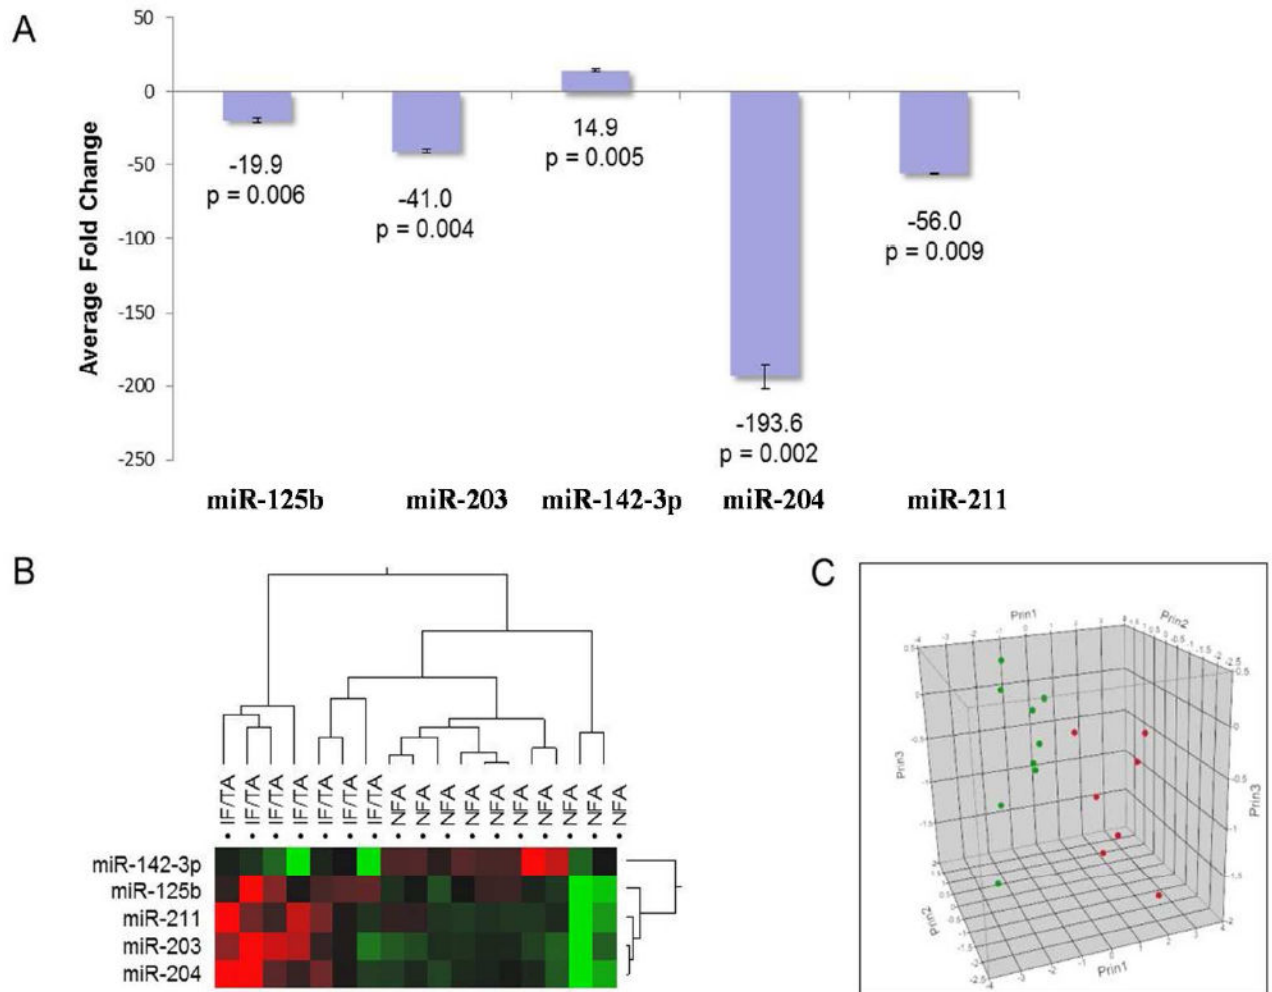 A
50
0
-50
-100
-150
-200
-250
Average Fold Change
-19.9
p = 0.006
-41.0
p = 0.004
14.9
p = 0.005
-193.6
p = 0.002
-56.0
p = 0.009
miR-125b miR-203 miR-142-3p miR-204 miR-211
B
• IF/TA
• IF/TA
• IF/TA
• IF/TA
• IF/TA
• IF/TA
• IF/TA
• NFA
• NFA
• NFA
• NFA
• NFA
• NFA
• NFA
• NFA
• NFA
• NFA
miR-142-3p
miR-125b
miR-211
miR-203
miR-204
C
Prin1
Prin2
Prin3
Prin3
Prin2
Prin1